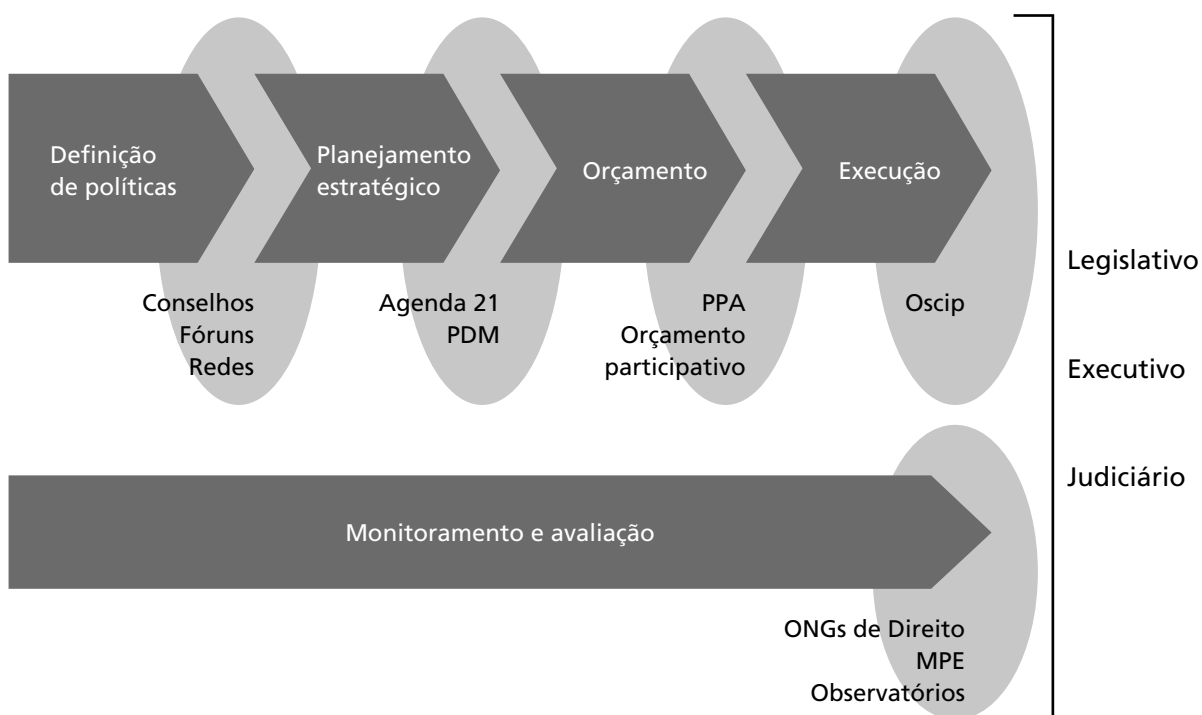 Definição
de políticas
Planejamento
estratégico
Orçamento
Execução
Conselhos
Fóruns
Redes
Agenda 21
PDM
PPA
Orçamento
participativo
Oscip
Legislativo
Executivo
Judiciário
Monitoramento e avaliação
ONGs de Direito
MPE
Observatórios